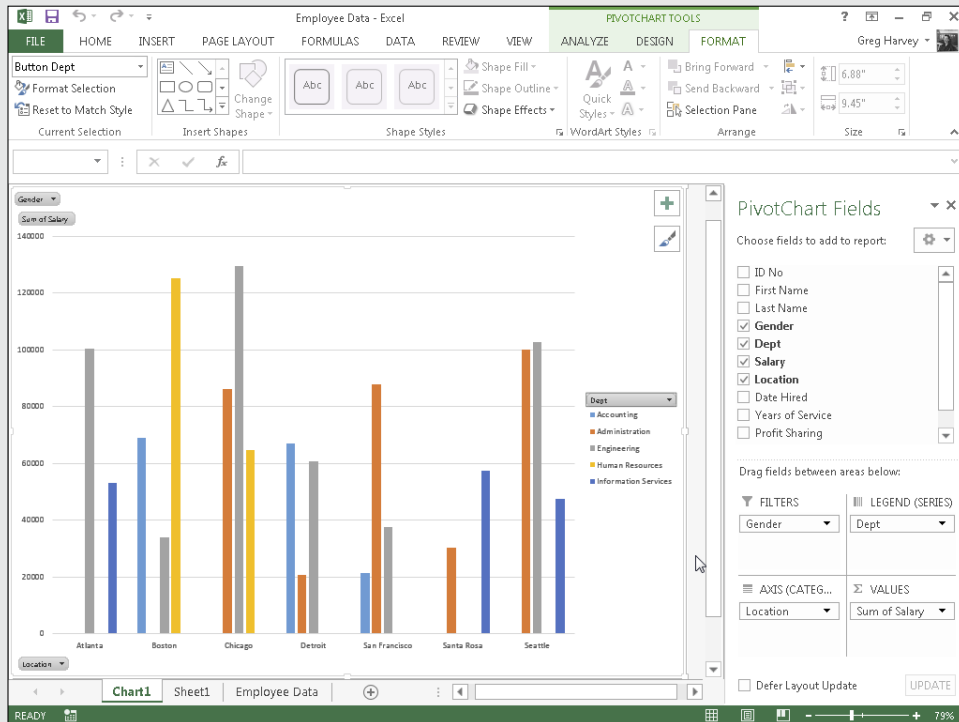 Employee Data - Excel
PIVOTCHART TOOLS
?
FILE HOME INSERT PAGE LAYOUT FORMULAS DATA REVIEW VIEW ANALYZE DESIGN FORMAT Greg Harvey
Button Dept
Format Selection
Reset to Match Style
Current Selection
Change
Shape
Insert Shapes
Abc Abc Abc
Shape Fill
Shape Outline
Shape Effects
Shape Styles
Quick
Styles
WordArt Styles
Bring Forward
Send Backward
Selection Pane
Arrange
6.88"
9.45"
Size
fx
Gender
Sum of Salary
140000
120000
100000
80000
60000
40000
20000
0
Atlanta Boston Chicago Detroit San Francisco Santa Rosa Seattle
Location
Dept
Accounting
Administration
Engineering
Human Resources
Information Services
PivotChart Fields
Choose fields to add to report:
ID No
First Name
Last Name
Gender
Dept
Salary
Location
Date Hired
Years of Service
Profit Sharing
Drag fields between areas below:
FILTERS
Gender
LEGEND (SERIES)
Dept
AXIS (CATEG...
Location
Σ VALUES
Sum of Salary
Defer Layout Update UPDATE
Chart1 Sheet1 Employee Data
READY
79%